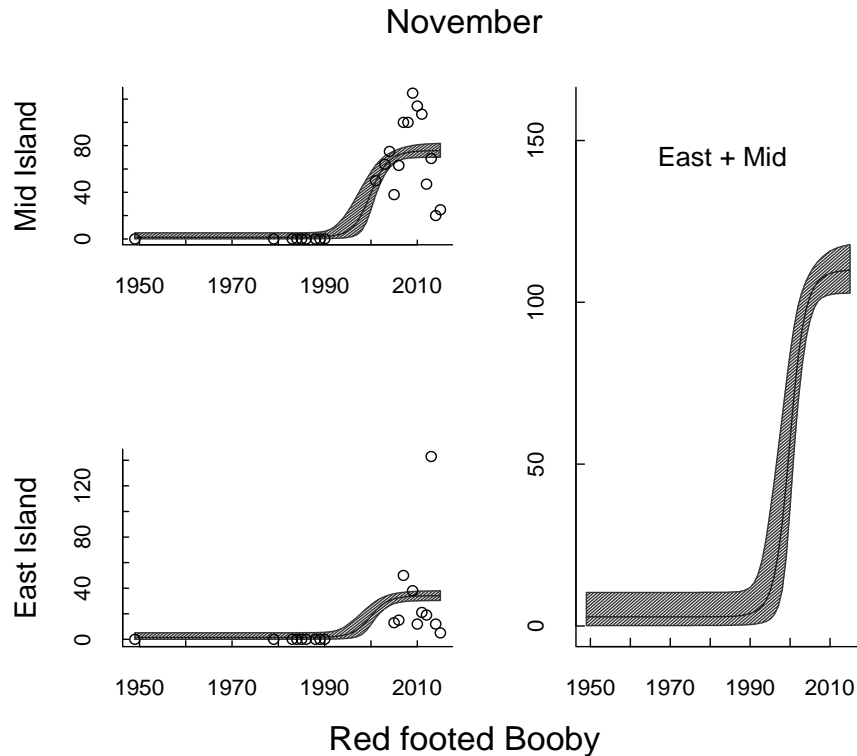 November
Mid Island
0 40 80
1950 1970 1990 2010
East Island
0 40 80 120
1950 1970 1990 2010
East + Mid
0 50 100 150
1950 1970 1990 2010
Red footed Booby